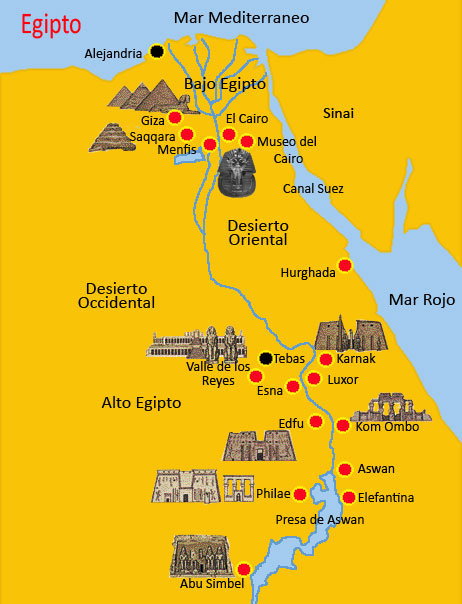 Egipto
Mar Mediterraneo
Alejandria
Bajo Egipto
Giza
El Cairo
Sinai
Saqqara
Menfis
Museo del
Cairo
Canal Suez
Desierto
Oriental
Hurghada
Desierto
Occidental
Mar Rojo
Tebas
Karnak
Valle de los
Reyes
Luxor
Esna
Alto Egipto
Edfu
Kom Ombo
Aswan
Philae
Elefantina
Presa de Aswan
Abu Simbel